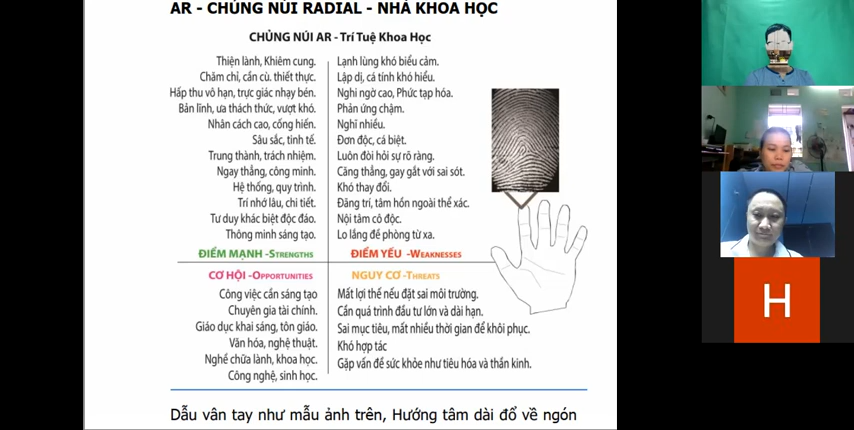 AR - CHỦNG NÚI RADIAL - NHÀ KHOA HỌC
CHỦNG NÚI AR - Trí Tuệ Khoa Học
Thiện lành, Khiêm cung.
Chăm chỉ, cần cù. thiết thực.
Hấp thu vô hạn, trực giác nhạy bén.
Bản lĩnh, ưa thách thức, vượt khó.
Nhân cách cao, cống hiến.
Sâu sắc, tinh tế.
Trung thành, trách nhiệm.
Ngay thẳng, công minh.
Hệ thống, quy trình.
Trí nhớ lâu, chi tiết.
Tư duy khác biệt độc đáo.
Thông minh sáng tạo.
ĐIỂM MẠNH -STRENGTHS
Lạnh lùng khó biểu cảm.
Lập dị, cá tính khó hiểu.
Nghi ngờ cao, Phức tạp hóa.
Phản ứng chậm.
Nghĩ nhiều.
Đơn độc, cá biệt.
Luôn đòi hỏi sự rõ ràng.
Căng thẳng, gay gắt với sai sót.
Khó thay đổi.
Đãng trí, tâm hồn ngoài thể xác.
Nội tâm cô độc.
Lo lắng đề phòng từ xa.
ĐIỂM YẾU -WEAKNESSES
CƠ HỘI -OPPORTUNITIES
Công việc cần sáng tạo
Chuyên gia tài chính.
Giáo dục khai sáng, tôn giáo.
Văn hóa, nghệ thuật.
Nghề chữa lành, khoa học.
Công nghệ, sinh học.
NGUY CƠ-THREATS
Mất lợi thế nếu đặt sai môi trường.
Cần quá trình đầu tư lớn và dài hạn.
Sai mục tiêu, mất nhiều thời gian để khôi phục.
Khó hợp tác
Gặp vấn đề sức khỏe như tiêu hóa và thần kinh.
Dẫu vân tay như mẫu ảnh trên, Hướng tâm dài đổ về ngón
H